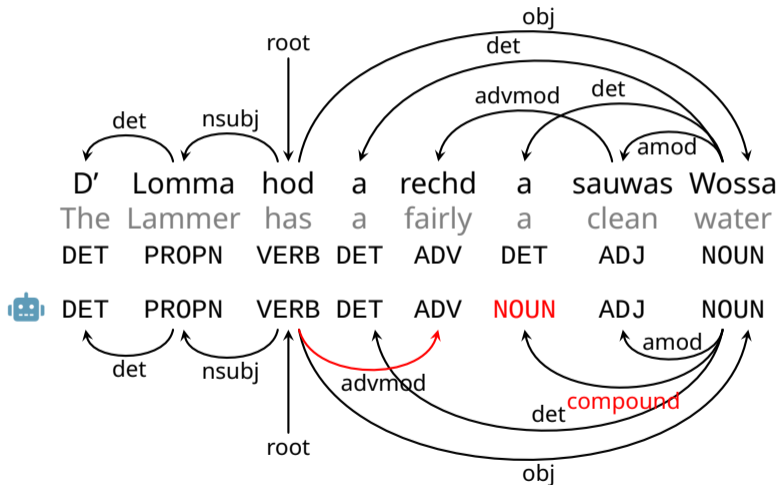 obj
det
root
det
advmod
det
nsubj
amod
D’ Lomma hod a rechd a sauwas Wossa
The Lammer has a fairly a clean water
DET PROPN VERB DET ADV DET ADJ NOUN
DET PROPN VERB DET ADV NOUN ADJ NOUN
amod
det
nsubj
advmod
compound
det
root
obj